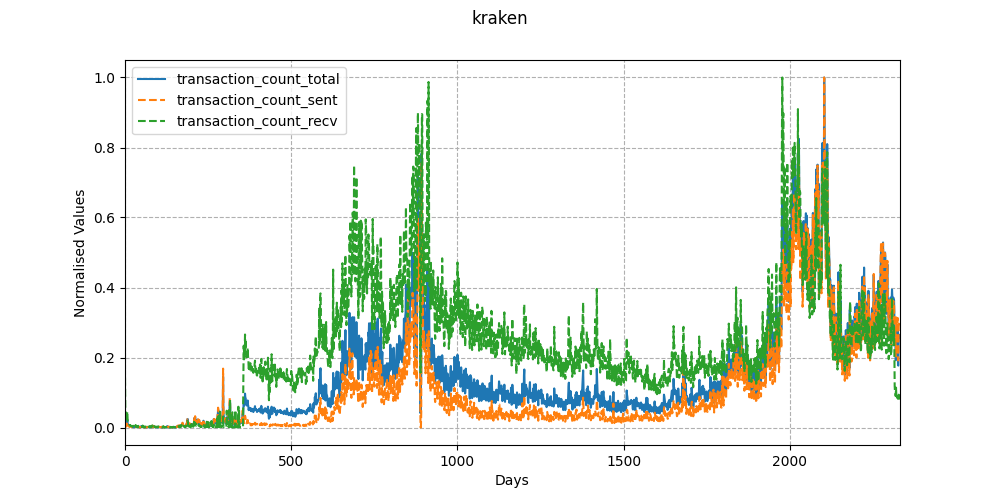 kraken
transaction_count_total
transaction_count_sent
transaction_count_recv
Normalised Values
1.0
0.8
0.6
0.4
0.2
0.0
0
500
1000
1500
2000
Days